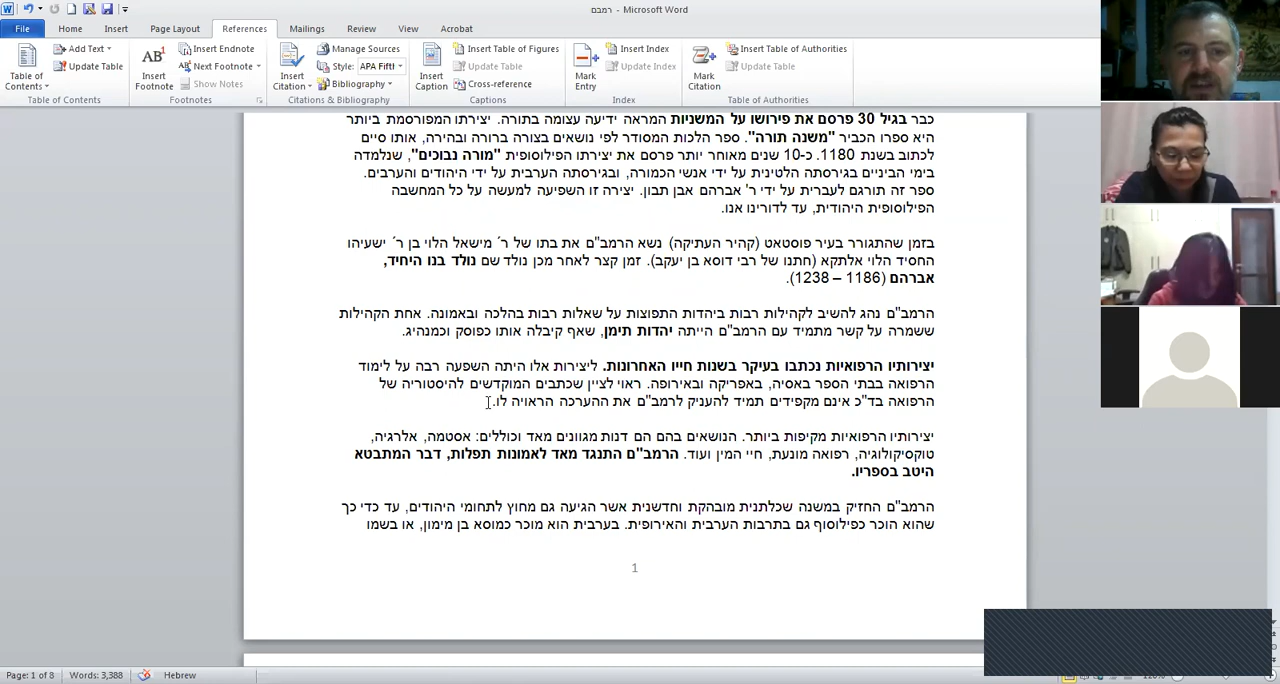 רמבם - Microsoft Word
File Home Insert Page Layout References Mailings Review View Acrobat
Table of Contents
Add Text
Update Table
Table of Contents
AB¹
Insert Footnote
Insert Endnote
Next Footnote
Show Notes
Footnotes
Insert Citation
Manage Sources
Style: APA Fift
Bibliography
Citations & Bibliography
Insert Caption
Insert Table of Figures
Update Table
Cross-reference
Captions
Mark Entry
Insert Index
Update Index
Index
Mark Citation
Insert Table of Authorities
Update Table
Table of Authorities
כבר בגיל 30 פרסם את פירושו על המשניות המראה ידיעה עצומה בתורה. יצירתו המפורסמת ביותר
היא ספרו הכביר "משנה תורה". ספר הלכות המסודר לפי נושאים בצורה ברורה ובהירה, אותו סיים
לכתוב בשנת 1180. כ-10 שנים מאוחר יותר פרסם את יצירתו הפילוסופית "מורה נבוכים", שנלמדה
בימי הביניים בגירסתה הלטינית על ידי אנשי הכמורה, ובגירסתה הערבית על ידי היהודים והערבים.
ספר זה תורגם לעברית על ידי ר' אברהם אבן תבון. יצירה זו השפיעה למעשה על כל המחשבה
הפילוסופית היהודית, עד לדורינו אנו.
בזמן שהתגורר בעיר פוסטאט (קהיר העתיקה) נשא הרמב"ם את בתו של ר´ מישאל הלוי בן ר´ ישעיהו
החסיד הלוי אלתקא (חתנו של רבי דוסא בן יעקב). זמן קצר לאחר מכן נולד שם נולד בנו היחיד,
אברהם (1186 – 1238).
הרמב"ם נהג להשיב לקהילות רבות ביהדות התפוצות על שאלות רבות בהלכה ובאמונה. אחת הקהילות
ששמרה על קשר מתמיד עם הרמב"ם הייתה יהדות תימן, שאף קיבלה אותו כפוסק וכמנהיג.
יצירותיו הרפואיות נכתבו בעיקר בשנות חייו האחרונות. ליצירות אלו היתה השפעה רבה על לימוד
הרפואה בבתי הספר באסיה, באפריקה ובאירופה. ראוי לציין שכתבים המוקדשים להיסטוריה של
הרפואה בד"כ אינם מקפידים תמיד להעניק לרמב"ם את ההערכה הראויה לו.
יצירותיו הרפואיות מקיפות ביותר. הנושאים בהם הם דנות מגוונים מאד וכוללים: אסטמה, אלרגיה,
טוקסיקולוגיה, רפואה מונעת, חיי המין ועוד. הרמב"ם התנגד מאד לאמונות תפלות, דבר המתבטא
היטב בספריו.
הרמב"ם החזיק במשנה שכלתנית מובהקת וחדשנית אשר הגיעה גם מחוץ לתחומי היהודים, עד כדי כך
שהוא הוכר כפילוסוף גם בתרבות הערבית והאירופית. בערבית הוא מוכר כמוסא בן מימון, או בשמו
1
Page: 1 of 8 Words: 3,388 Hebrew